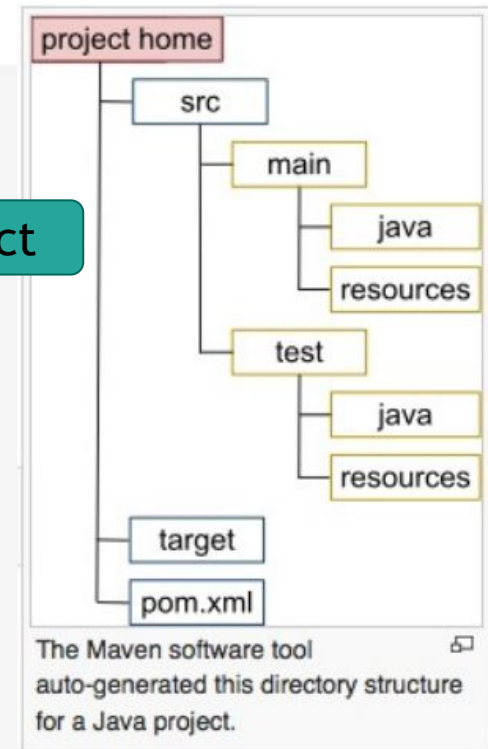 project home
src
main
ct
java
resources
test
java
resources
target
pom.xml
The Maven software tool
auto-generated this directory structure
for a Java project.